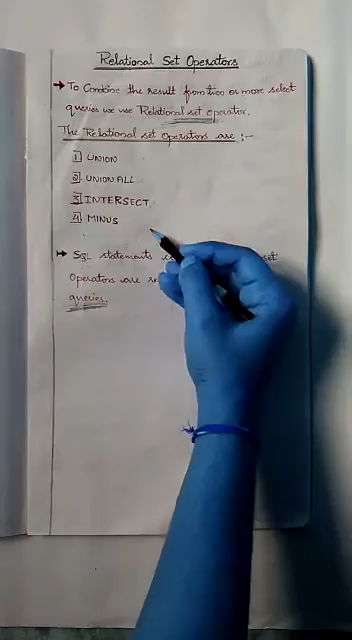 Relational Set Operators
→ To Combine the result from two or more select
queries we use Relational set operator.
The Relational set Operators are :-
1 UNION
2 UNION ALL
3 INTERSECT
4 MINUS
→ SQL statements set
Operators are
queries.